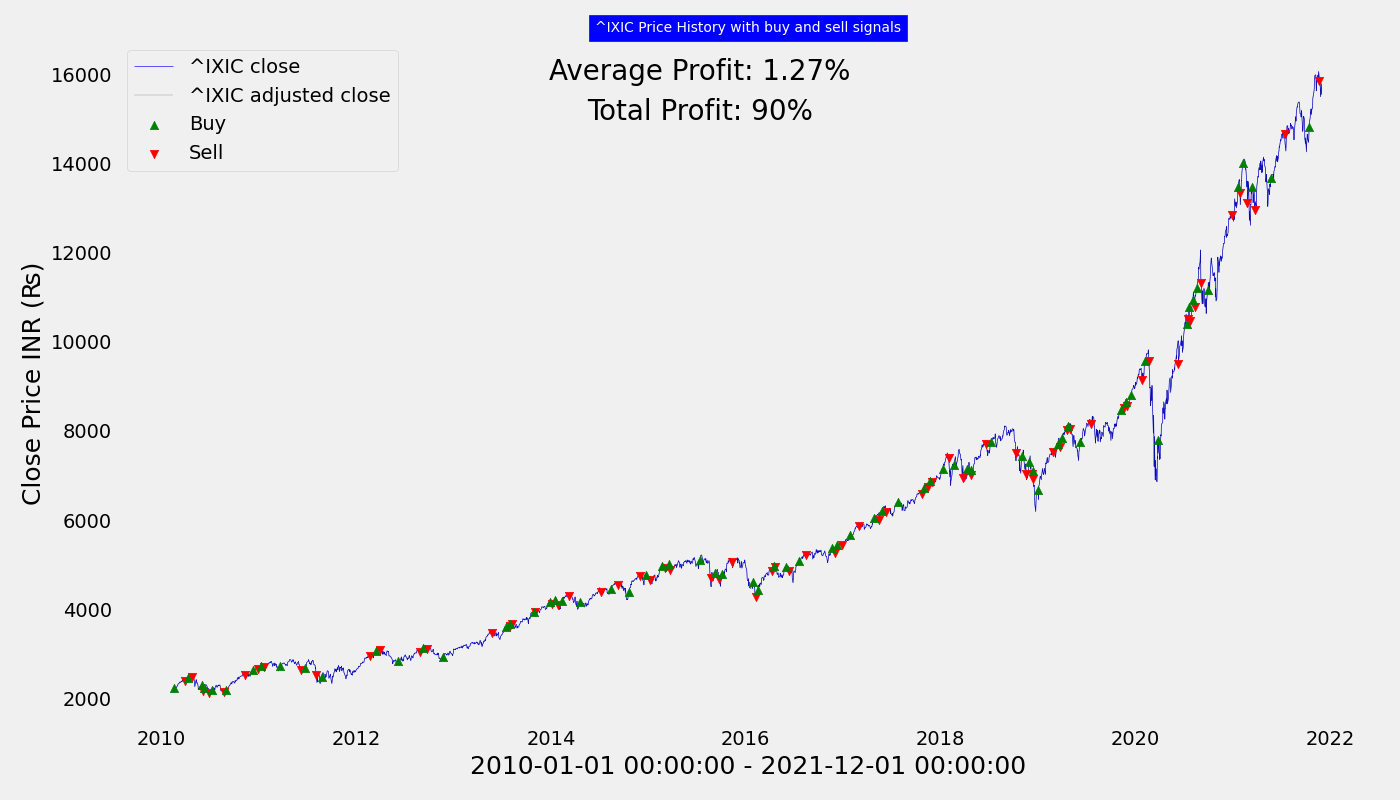 ^IXIC Price History with buy and sell signals
Average Profit: 1.27%
Total Profit: 90%
^IXIC close
^IXIC adjusted close
Buy
Sell
Close Price INR (₨)
16000
14000
12000
10000
8000
6000
4000
2000
2010 2012 2014 2016 2018 2020 2022
2010-01-01 00:00:00 - 2021-12-01 00:00:00